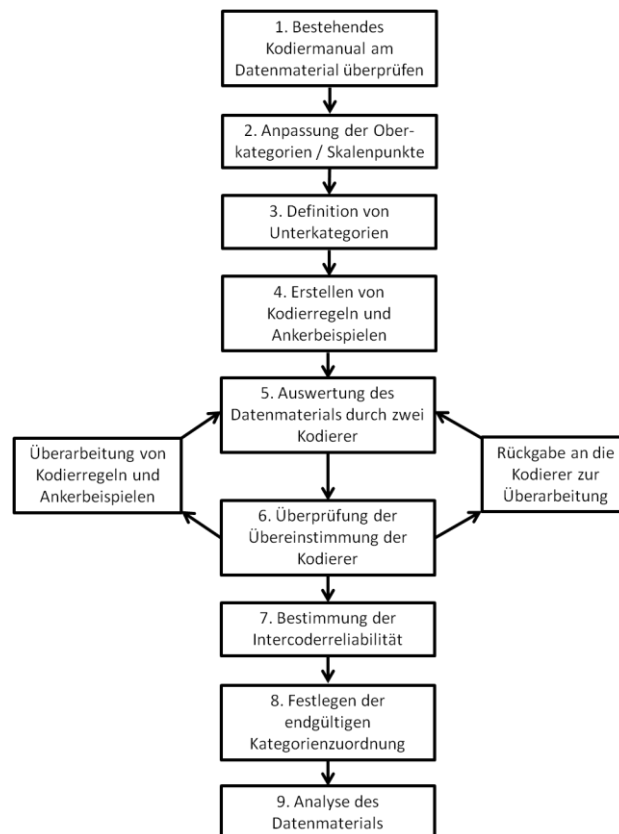 1. Bestehendes
Kodiermanual am
Datenmaterial überprüfen
2. Anpassung der Ober-
kategorien / Skalenpunkte
3. Definition von
Unterkategorien
4. Erstellen von
Kodierregeln und
Ankerbeispielen
5. Auswertung des
Datenmaterials durch zwei
Kodierer
Überarbeitung von
Kodierregeln und
Ankerbeispielen
Rückgabe an die
Kodierer zur
Überarbeitung
6. Überprüfung der
Übereinstimmung der
Kodierer
7. Bestimmung der
Intercoderreliabilität
8. Festlegen der
endgültigen
Kategorienzuordnung
9. Analyse des
Datenmaterials